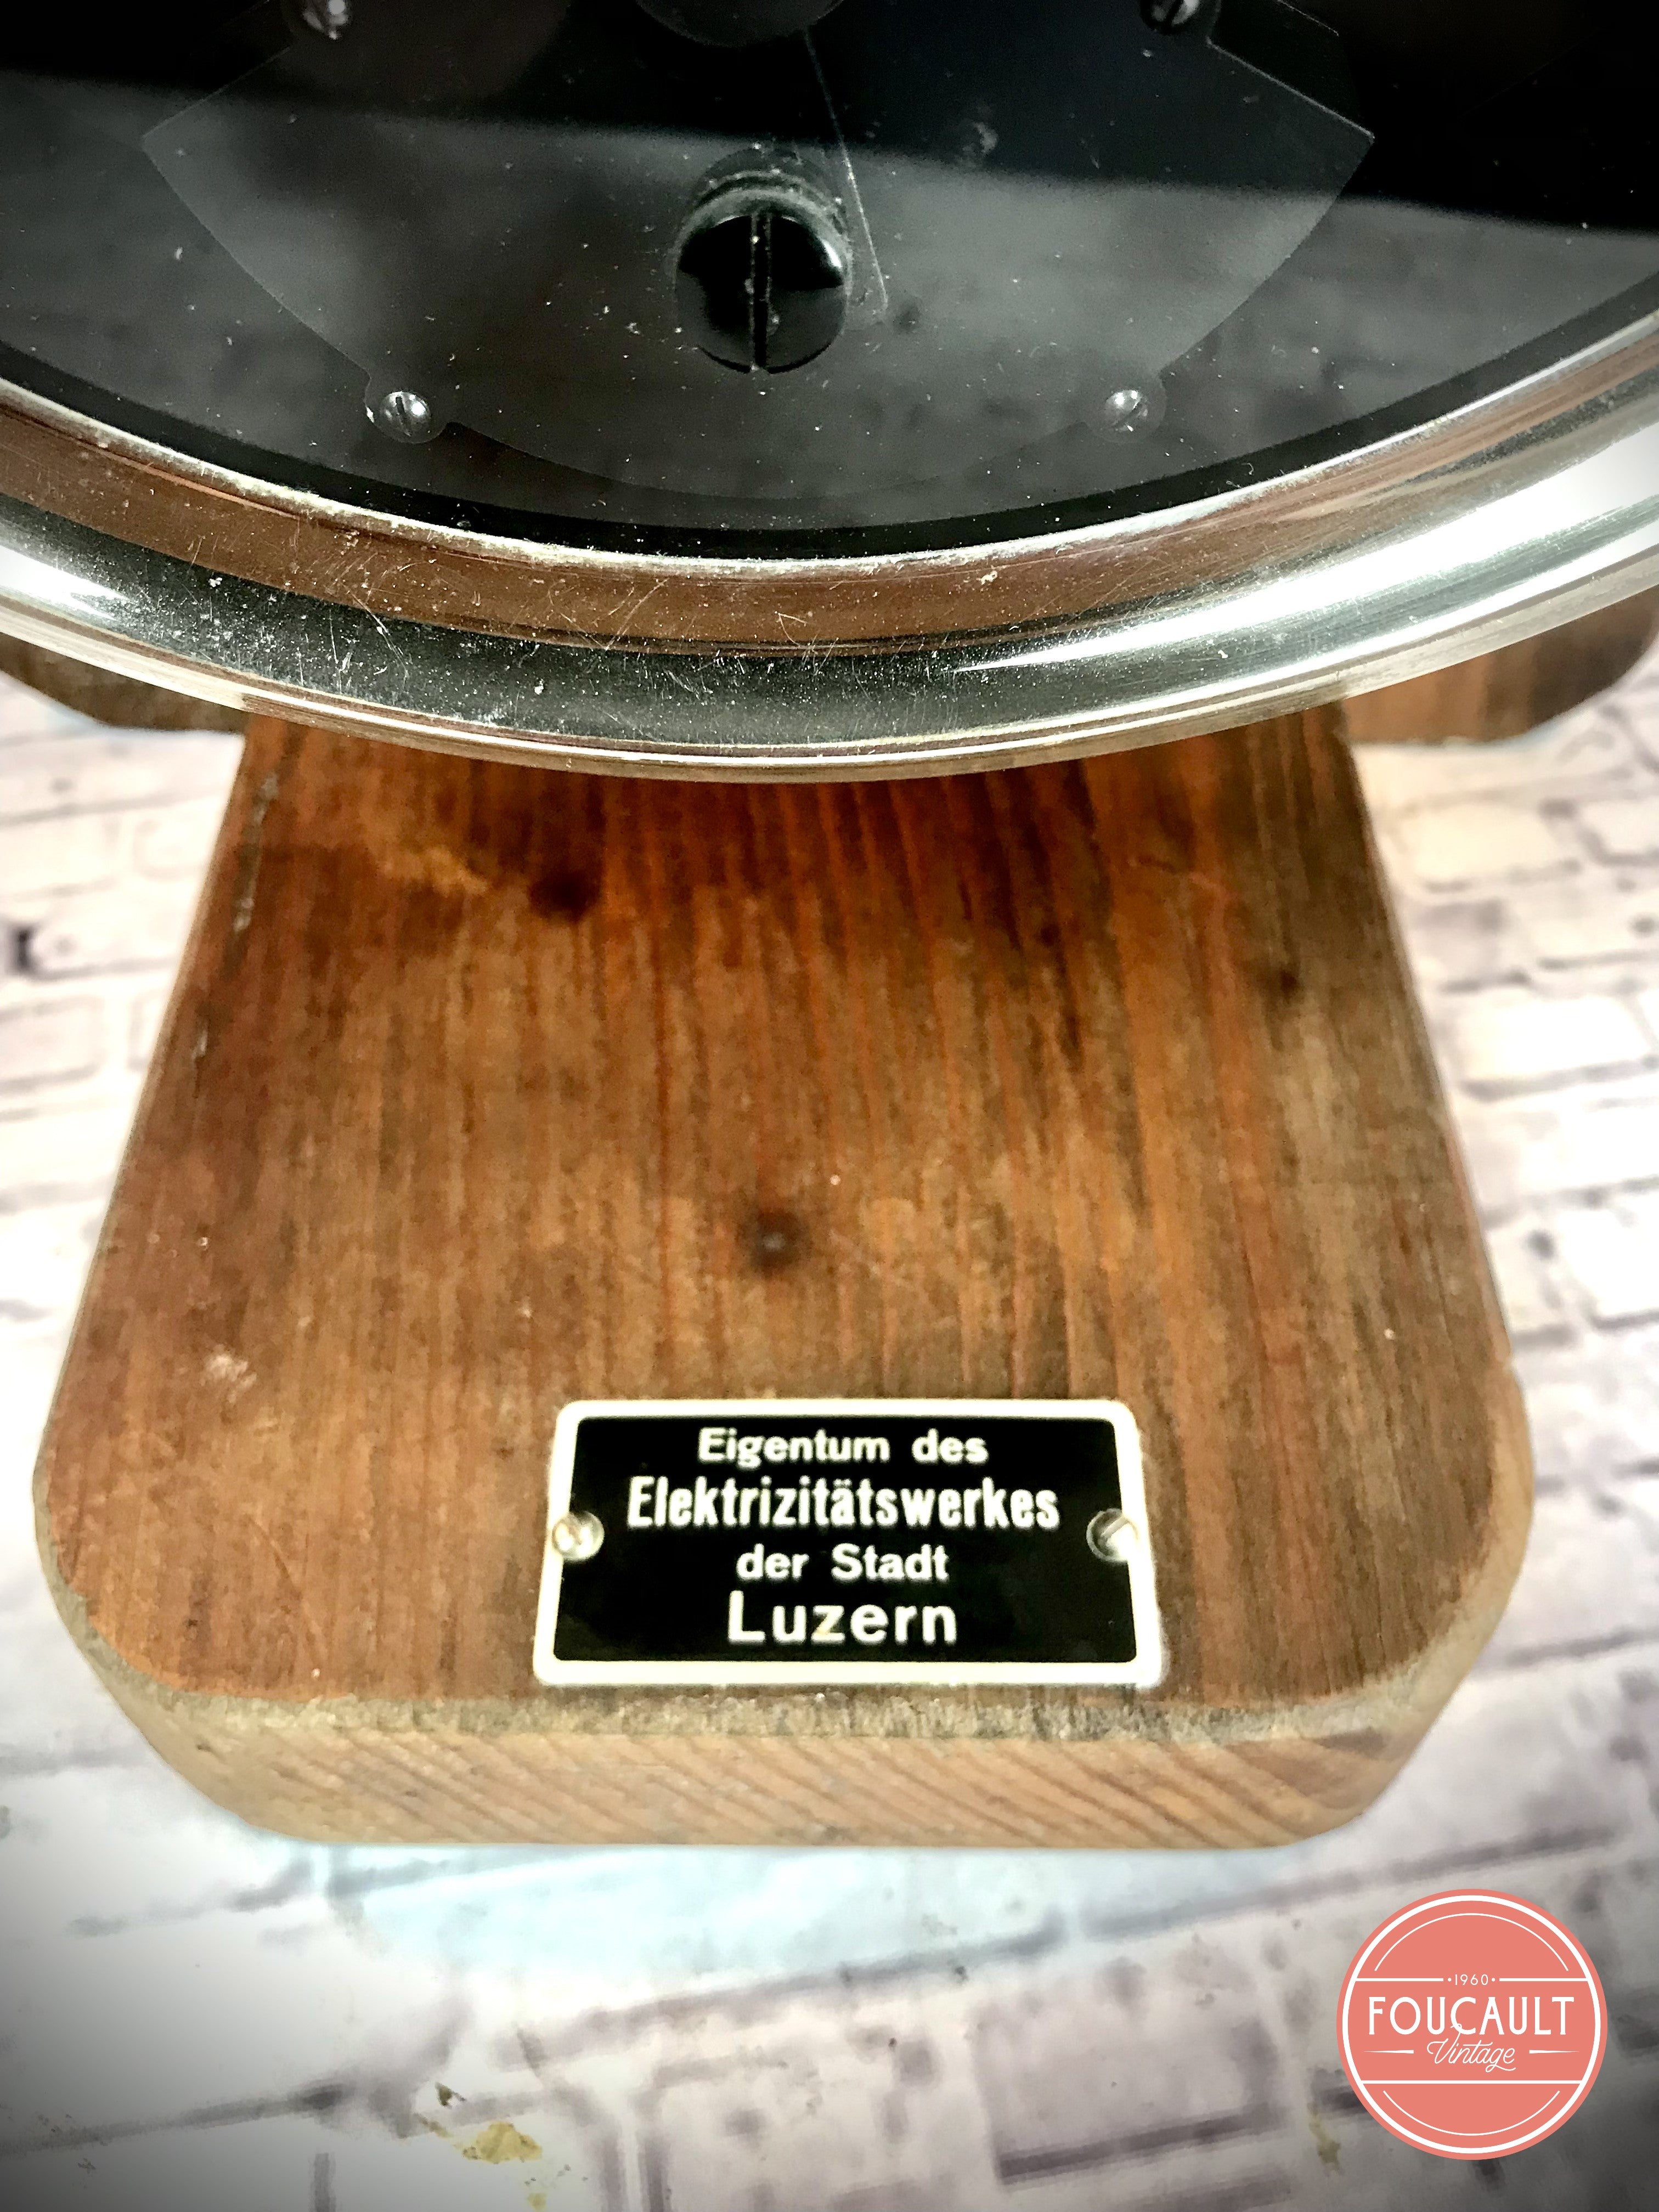 Eigentum des
Elektrizitätswerkes
der Stadt
Luzern
1960
FOUCAULT
Vintage